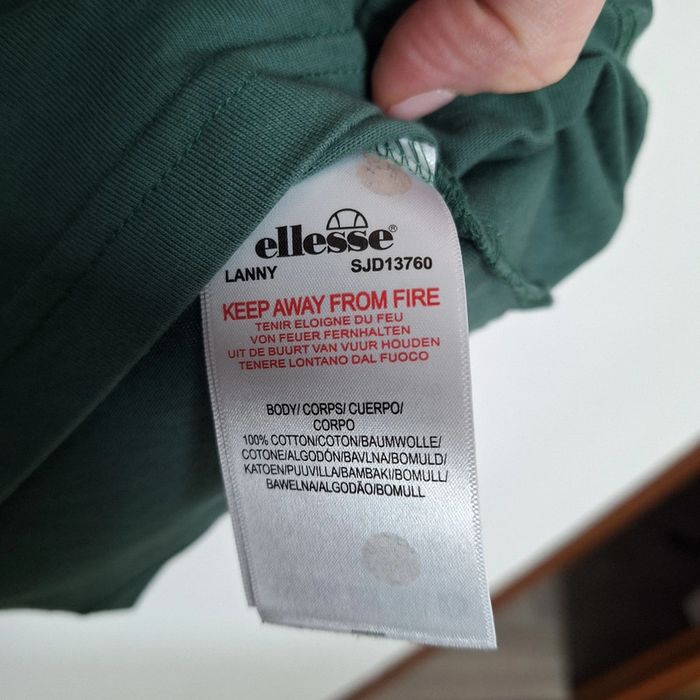 ellesse®
LANNY SJD13760
KEEP AWAY FROM FIRE
TENIR ELOIGNE DU FEU
VON FEUER FERNHALTEN
UIT DE BUURT VAN VUUR HOUDEN
TENERE LONTANO DAL FUOCO
BODY/ CORPS/ CUERPO/
CORPO
100% COTTON/COTON/BAUMWOLLE/
COTONE/ALGODÓN/BAVLNA/BOMULD/
KATOEN/PUUVILLA/BAMBAKI/BOMULL/
BAWEŁNA/ALGODÃO/BOMULL